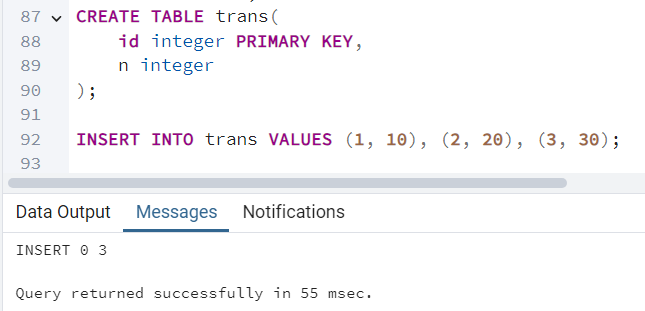 87 CREATE TABLE trans(
88 id integer PRIMARY KEY,
89 n integer
90 );
91
92 INSERT INTO trans VALUES (1, 10), (2, 20), (3, 30);
93
Data Output Messages Notifications
INSERT 0 3
Query returned successfully in 55 msec.